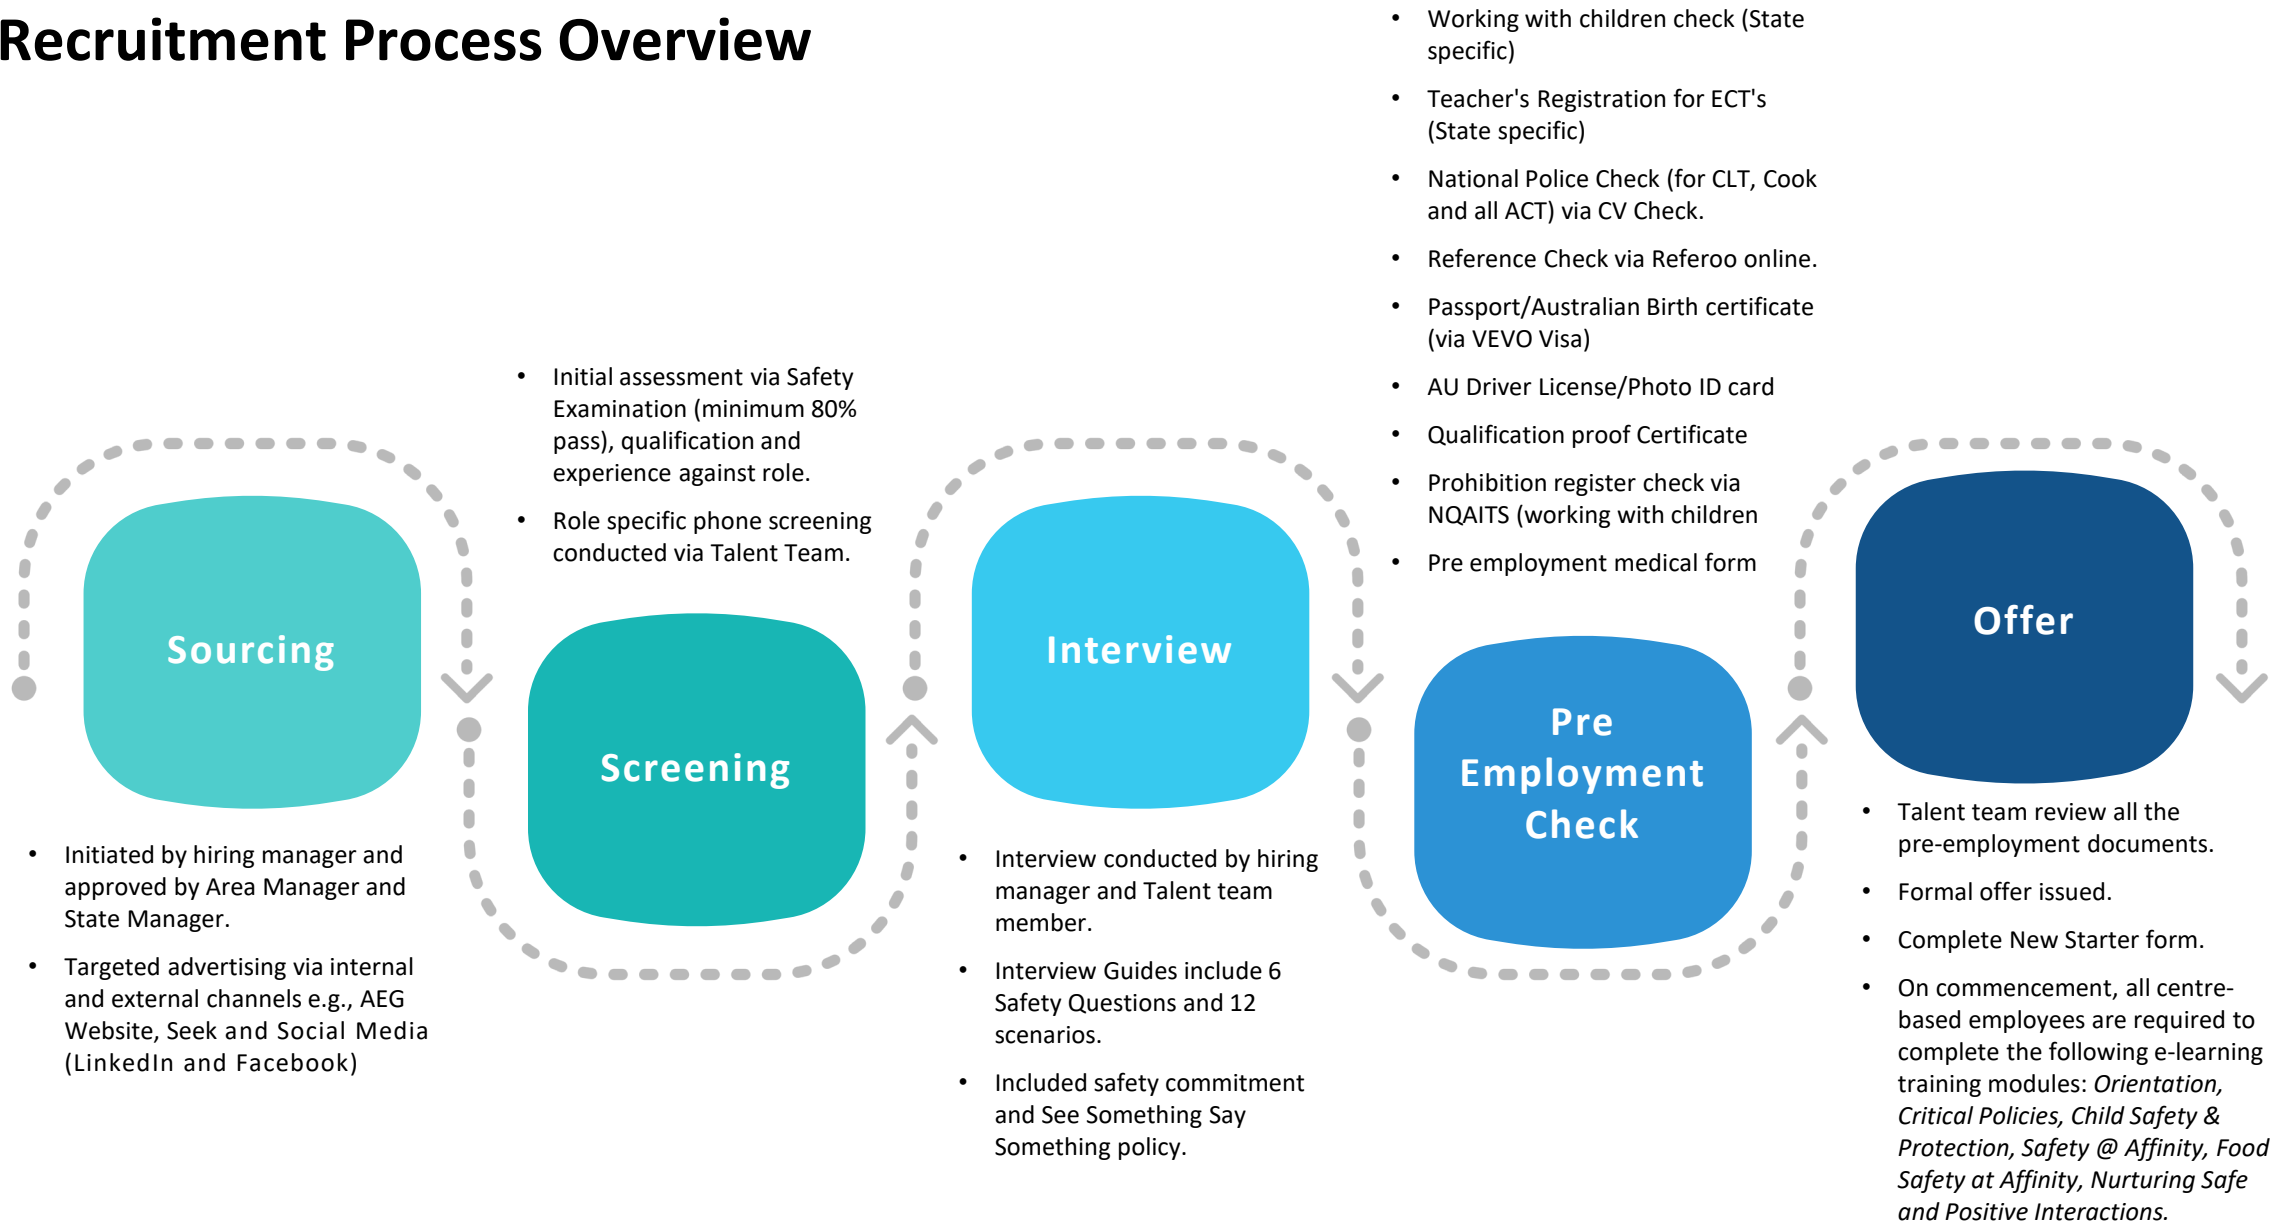 Recruitment Process Overview
Sourcing
• Initiated by hiring manager and
approved by Area Manager and
State Manager.
• Targeted advertising via internal
and external channels e.g., AEG
Website, Seek and Social Media
(LinkedIn and Facebook)
• Initial assessment via Safety
Examination (minimum 80%
pass), qualification and
experience against role.
• Role specific phone screening
conducted via Talent Team.
Screening
Interview
• Interview conducted by hiring
manager and Talent team
member.
• Interview Guides include 6
Safety Questions and 12
scenarios.
• Included safety commitment
and See Something Say
Something policy.
• Working with children check (State
specific)
• Teacher's Registration for ECT's
(State specific)
• National Police Check (for CLT, Cook
and all ACT) via CV Check.
• Reference Check via Referoo online.
• Passport/Australian Birth certificate
(via VEVO Visa)
• AU Driver License/Photo ID card
• Qualification proof Certificate
• Prohibition register check via
NQAITS (working with children
• Pre employment medical form
Pre
Employment
Check
Offer
• Talent team review all the
pre-employment documents.
• Formal offer issued.
• Complete New Starter form.
• On commencement, all centre-
based employees are required to
complete the following e-learning
training modules: Orientation,
Critical Policies, Child Safety &
Protection, Safety @ Affinity, Food
Safety at Affinity, Nurturing Safe
and Positive Interactions.